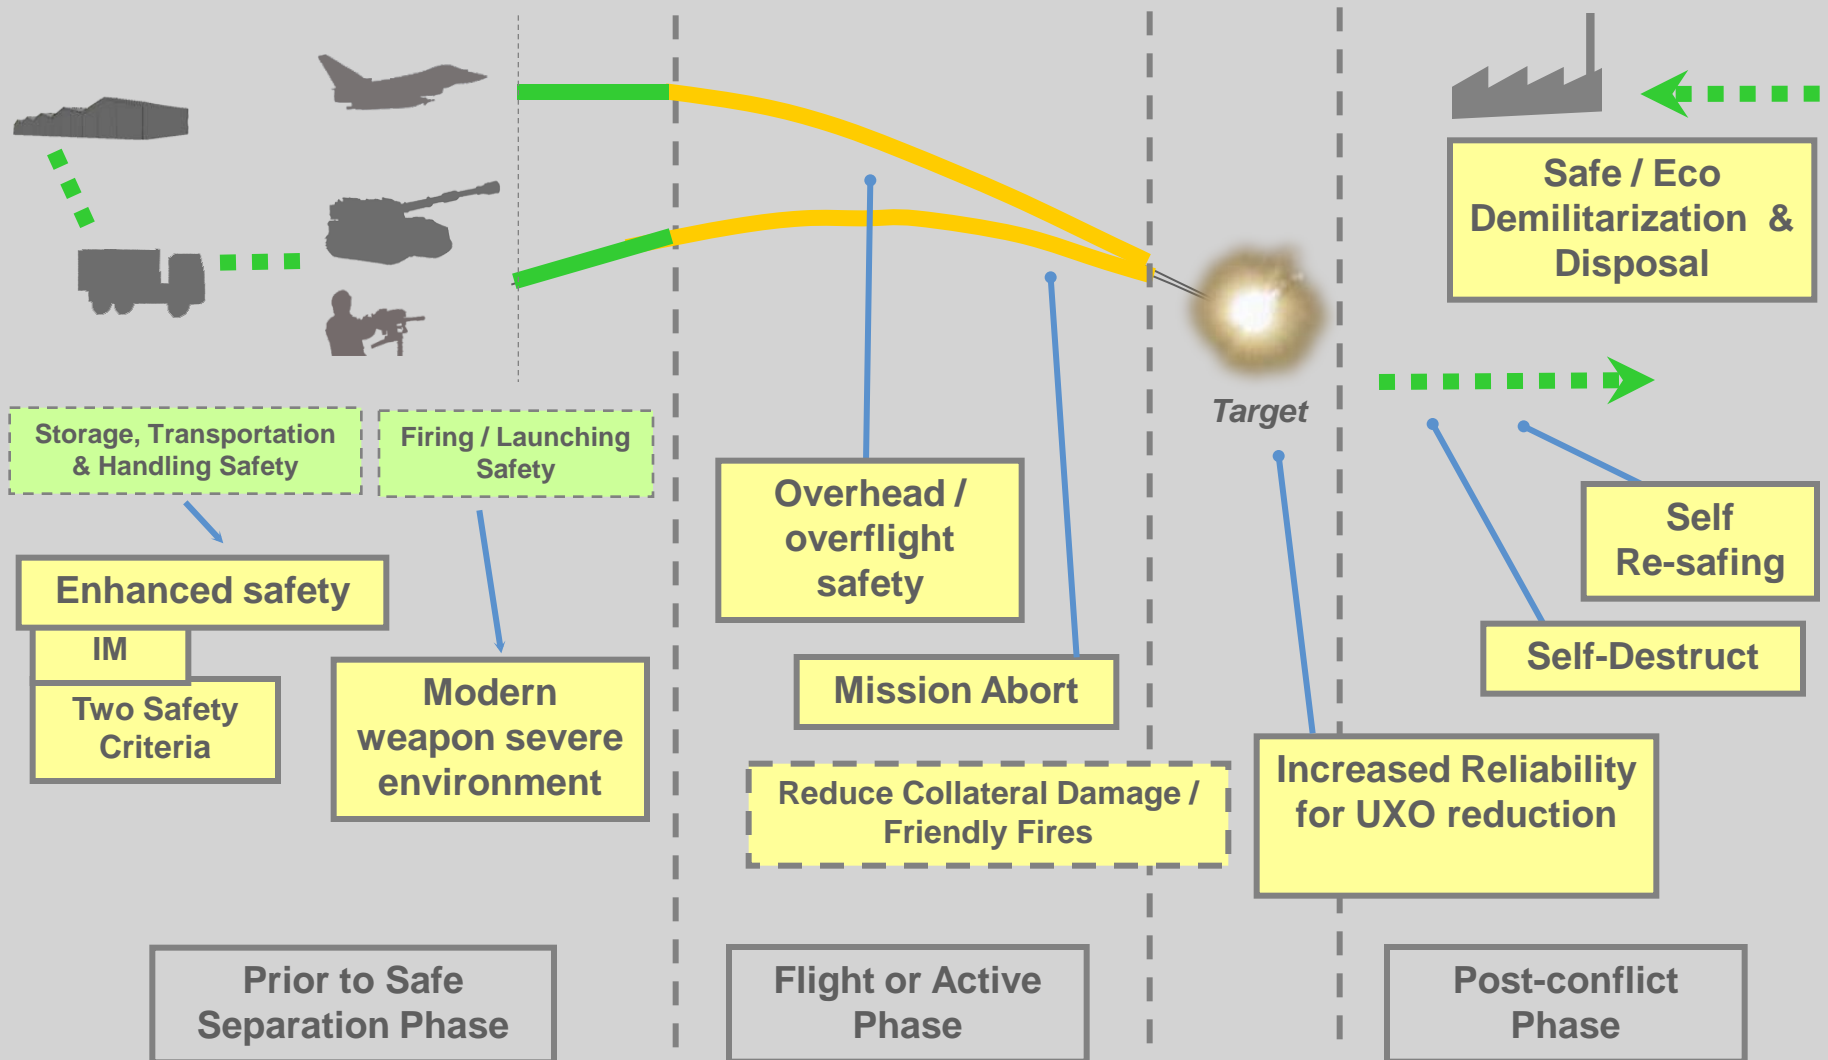 Safe / Eco
Demilitarization &
Disposal
Target
Storage, Transportation
& Handling Safety
Firing / Launching
Safety
Enhanced safety
IM
Two Safety
Criteria
Modern
weapon severe
environment
Overhead /
overflight
safety
Mission Abort
Reduce Collateral Damage /
Friendly Fires
Self
Re-safing
Self-Destruct
Increased Reliability
for UXO reduction
Prior to Safe
Separation Phase
Flight or Active
Phase
Post-conflict
Phase